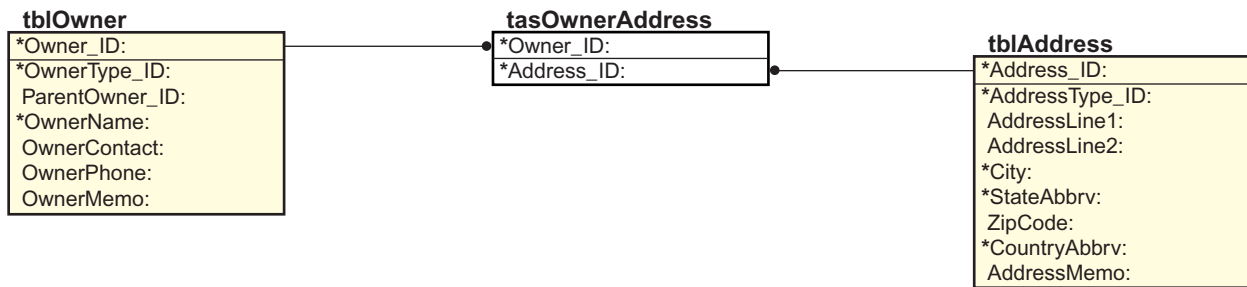 tblOwner
*Owner_ID:
*OwnerType_ID:
ParentOwner_ID:
*OwnerName:
OwnerContact:
OwnerPhone:
OwnerMemo:
tasOwnerAddress
*Owner_ID:
*Address_ID:
tblAddress
*Address_ID:
*AddressType_ID:
AddressLine1:
AddressLine2:
*City:
*StateAbbrv:
ZipCode:
*CountryAbbrv:
AddressMemo: